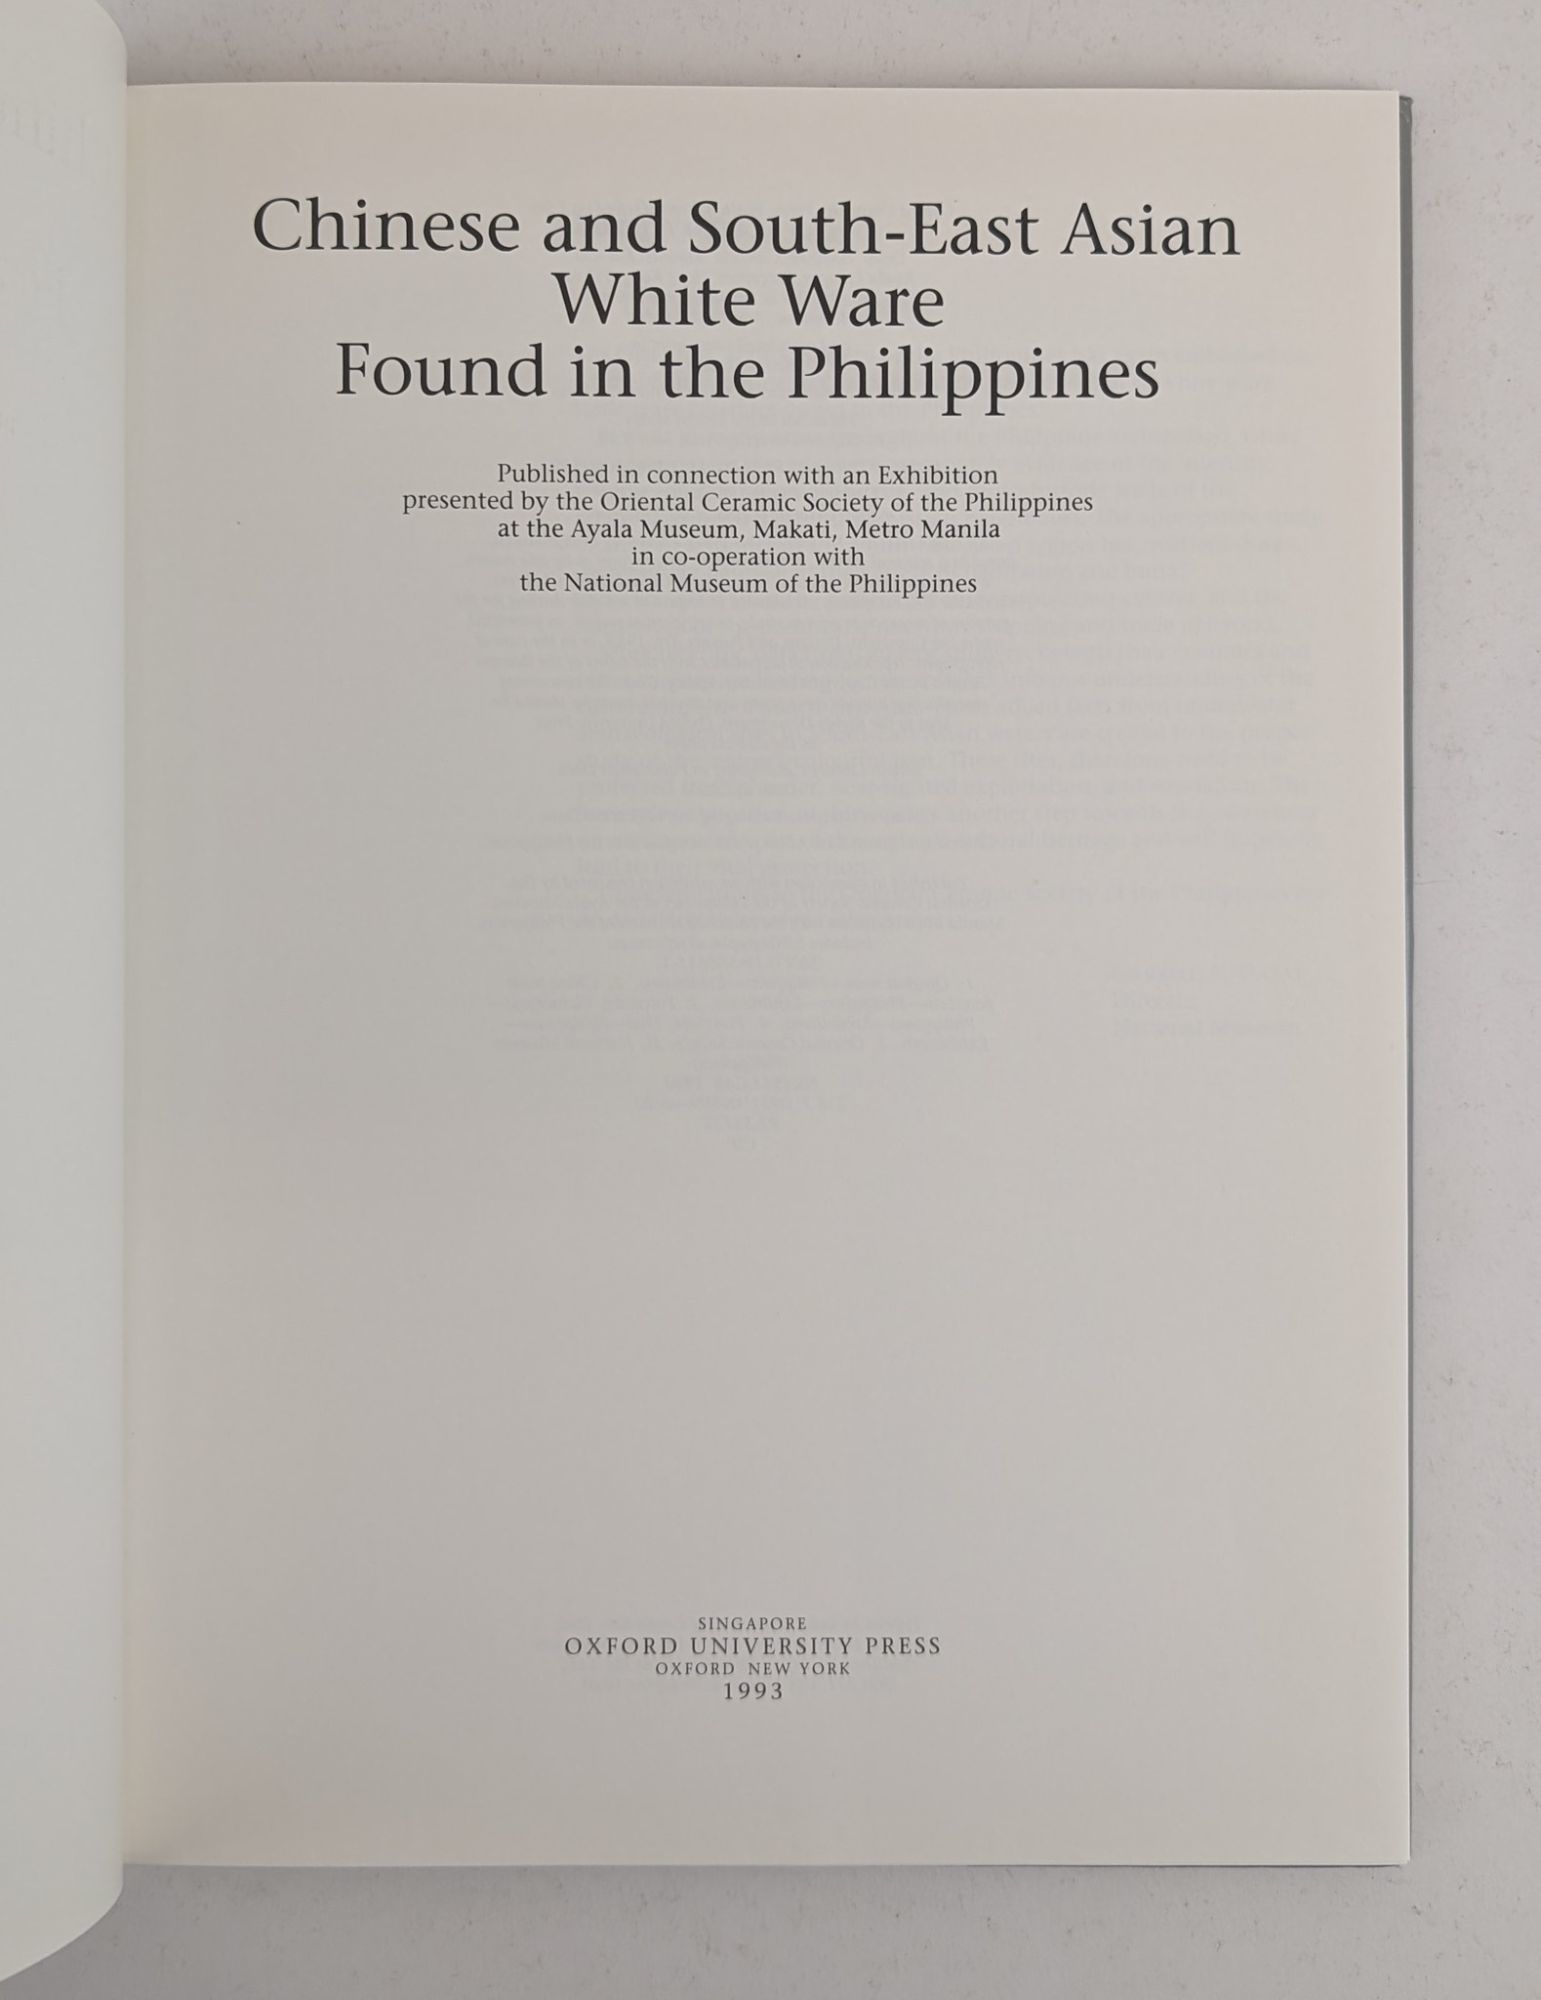 Chinese and South-East Asian
White Ware
Found in the Philippines
Published in connection with an Exhibition
presented by the Oriental Ceramic Society of the Philippines
at the Ayala Museum, Makati, Metro Manila
in co-operation with
the National Museum of the Philippines
SINGAPORE
OXFORD UNIVERSITY PRESS
OXFORD NEW YORK
1993